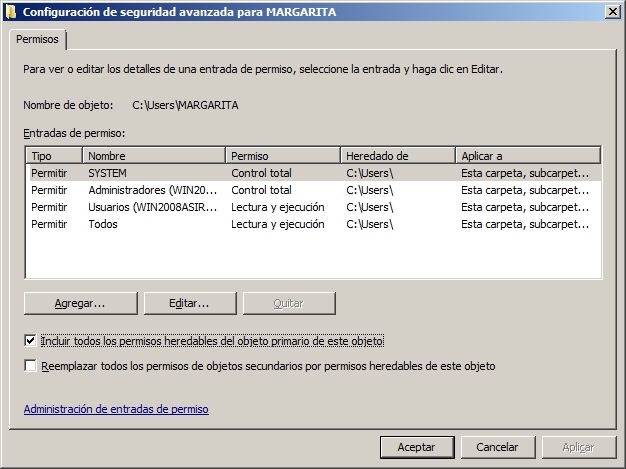 Configuración de seguridad avanzada para MARGARITA
Permisos
Para ver o editar los detalles de una entrada de permiso, seleccione la entrada y haga clic en Editar.
Nombre de objeto: C:\Users\MARGARITA
Entradas de permiso:
Tipo Nombre Permiso Heredado de Aplicar a
Permitir SYSTEM Control total C:\Users\ Esta carpeta, subcarpet...
Permitir Administradores (WIN20... Control total C:\Users\ Esta carpeta, subcarpet...
Permitir Usuarios (WIN2008ASIR... Lectura y ejecución C:\Users\ Esta carpeta, subcarpet...
Permitir Todos Lectura y ejecución C:\Users\ Esta carpeta, subcarpet...
Agregar... Editar... Quitar
Incluir todos los permisos heredables del objeto primario de este objeto
Reemplazar todos los permisos de objetos secundarios por permisos heredables de este objeto
Administración de entradas de permiso
Aceptar Cancelar Aplicar